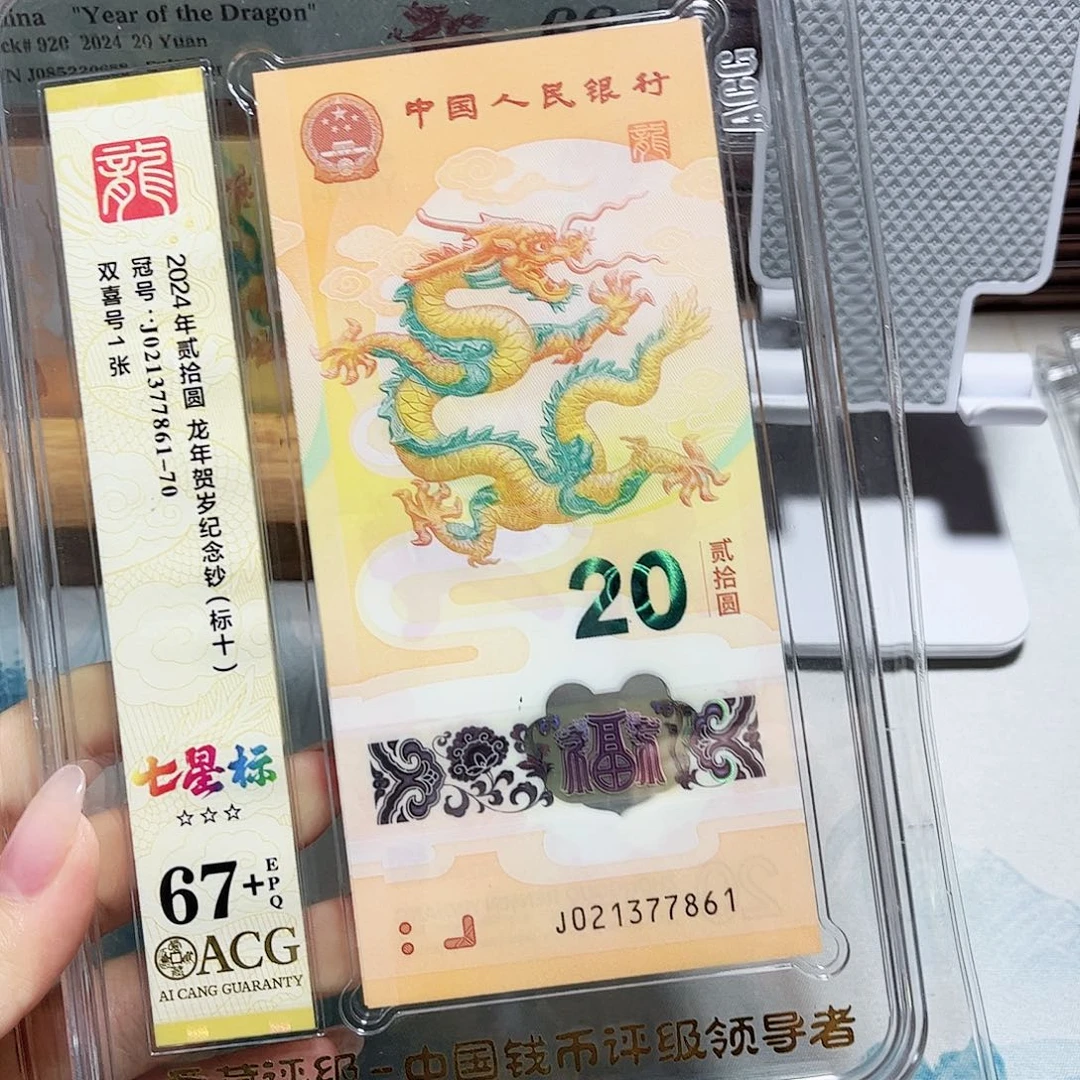 "Year of the Dragon"
2024 20 Yuan
ACG
龍
2024年贰拾圆 龙年贺岁纪念钞(标十)
冠号:J021377861-70
双喜号1张
七星标
☆☆☆
67+
EPQ
ACG
AI CANG GUARANTY
中国人民银行
龍
20
贰拾圆
福
J021377861
评级-中国钱币评级领导者